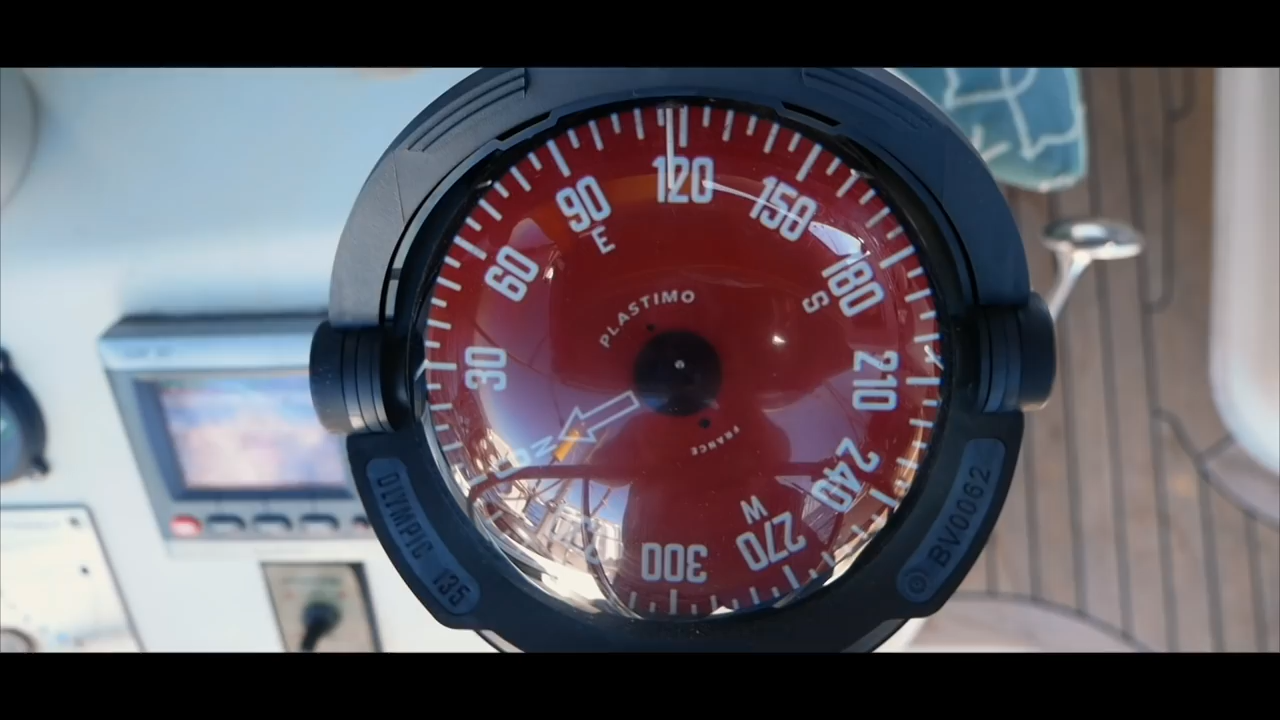 120
90
150
E
60
180
S
PLASTIMO
30
210
N
FRANCE
240
W
270
300
OLYMPIC 135
BV0062